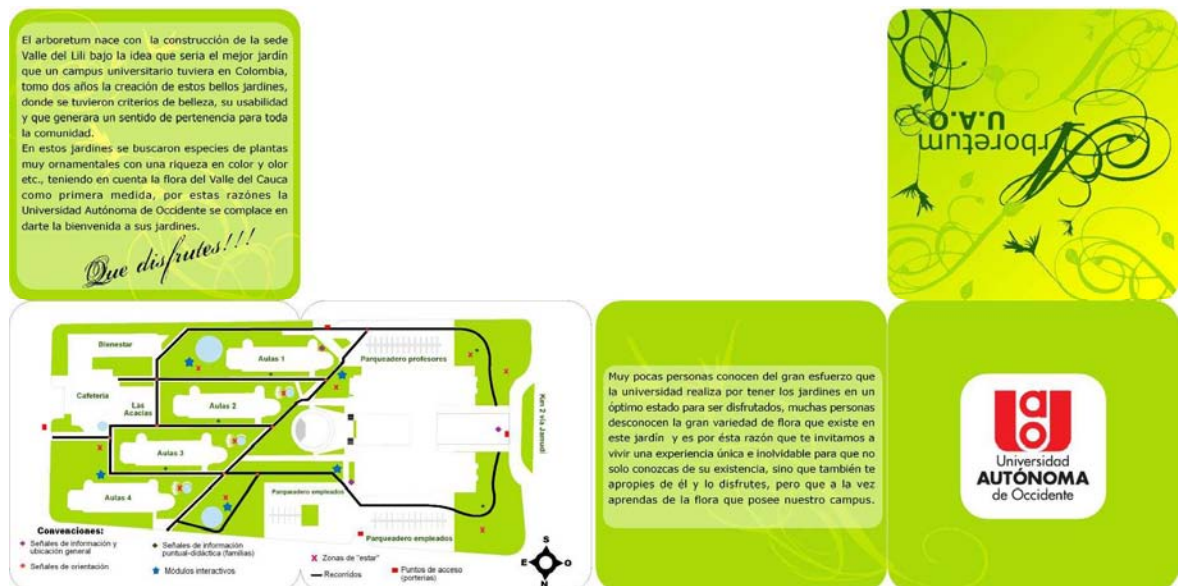 El arboretum nace con la construcción de la sede
Valle del Lili bajo la idea que seria el mejor jardín
que un campus universitario tuviera en Colombia,
tomo dos años la creación de estos bellos jardines,
donde se tuvieron criterios de belleza, su usabilidad
y que generara un sentido de pertenencia para toda
la comunidad.
En estos jardines se buscaron especies de plantas
muy ornamentales con una riqueza en color y olor
etc., teniendo en cuenta la flora del Valle del Cauca
como primera medida, por estas razónes la
Universidad Autónoma de Occidente se complace en
darte la bienvenida a sus jardines.
Que disfrutes!!!
Arboretum
U.A.O
Bienestar
Aulas 1
Parqueadero profesores
Cafetería
Las
Acacias
Aulas 2
Km 2 vía Jamundí
Aulas 3
Aulas 4
Parqueadero empleados
Parqueadero empleados
Convenciones:
Señales de información y
ubicación general
Señales de orientación
Señales de información
puntual-didáctica (familias)
Módulos interactivos
X Zonas de "estar"
Recorridos
Puntos de acceso
(porterias)
S
E
O
N
Muy pocas personas conocen del gran esfuerzo que
la universidad realiza por tener los jardines en un
óptimo estado para ser disfrutados, muchas personas
desconocen la gran variedad de flora que existe en
este jardín y es por ésta razón que te invitamos a
vivir una experiencia única e inolvidable para que no
solo conozcas de su existencia, sino que también te
apropies de él y lo disfrutes, pero que a la vez
aprendas de la flora que posee nuestro campus.
uao
Universidad
AUTÓNOMA
de Occidente